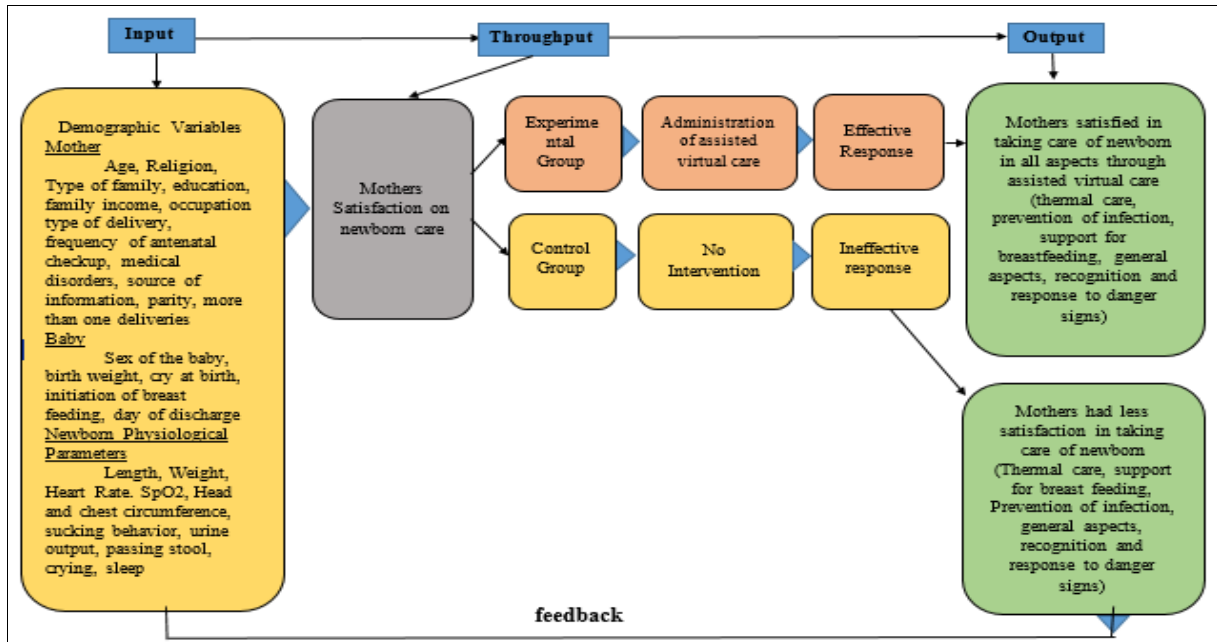 Input
Throughput
Output
Demographic Variables
Mother
Age, Religion,
Type of family, education,
family income, occupation
type of delivery,
frequency of antenatal
checkup, medical
disorders, source of
information, parity, more
than one deliveries
Baby
Sex of the baby,
birth weight, cry at birth,
initiation of breast
feeding, day of discharge
Newborn Physiological
Parameters
Length, Weight,
Heart Rate. SpO2, Head
and chest circumference,
sucking behavior, urine
output, passing stool,
crying, sleep
Mothers
Satisfaction on
newborn care
Experime
ntal
Group
Administration
of assisted
virtual care
Effective
Response
Control
Group
No
Intervention
Ineffective
response
Mothers satisfied in
taking care of newborn
in all aspects through
assisted virtual care
(thermal care,
prevention of infection,
support for
breastfeeding, general
aspects, recognition and
response to danger
signs)
Mothers had less
satisfaction in taking
care of newborn
(Thermal care, support
for breast feeding,
Prevention of infection,
general aspects,
recognition and
response to danger
signs)
feedback